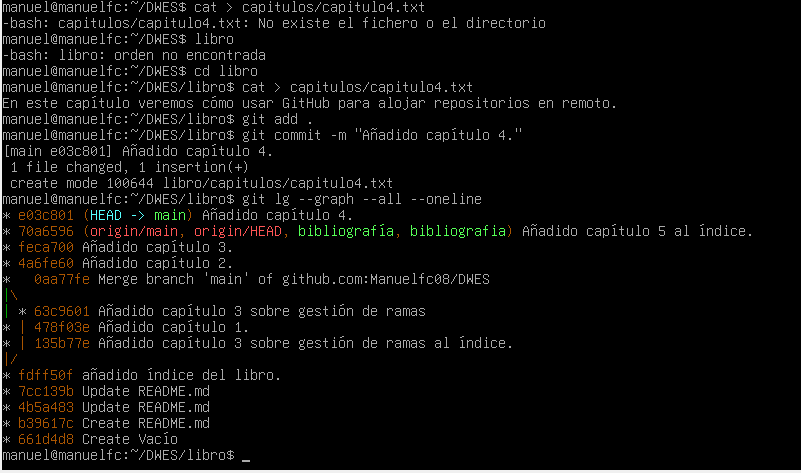 manuel@manuelfc:~/DWES$ cat > capitulos/capitulo4.txt
-bash: capitulos/capitulo4.txt: No existe el fichero o el directorio
manuel@manuelfc:~/DWES$ libro
-bash: libro: orden no encontrada
manuel@manuelfc:~/DWES$ cd libro
manuel@manuelfc:~/DWES/libro$ cat > capitulos/capitulo4.txt
En este capítulo veremos cómo usar GitHub para alojar repositorios en remoto.
manuel@manuelfc:~/DWES/libro$ git add .
manuel@manuelfc:~/DWES/libro$ git commit -m "Añadido capítulo 4."
[main e03c801] Añadido capítulo 4.
 1 file changed, 1 insertion(+)
 create mode 100644 libro/capitulos/capitulo4.txt
manuel@manuelfc:~/DWES/libro$ git lg --graph --all --oneline
* e03c801 (HEAD -> main) Añadido capítulo 4.
* 70a6596 (origin/main, origin/HEAD, bibliografía, bibliografia) Añadido capítulo 5 al índice.
* feca700 Añadido capítulo 3.
* 4a6fe60 Añadido capítulo 2.
*   0aa77fe Merge branch 'main' of github.com:Manuelfc08/DWES
|\
| * 63c9601 Añadido capítulo 3 sobre gestión de ramas
* | 478f03e Añadido capítulo 1.
* | 135b77e Añadido capítulo 3 sobre gestión de ramas al índice.
|/
* fdff50f añadido índice del libro.
* 7cc139b Update README.md
* 4b5a483 Update README.md
* b39617c Create README.md
* 661d4d8 Create Vacío
manuel@manuelfc:~/DWES/libro$ _